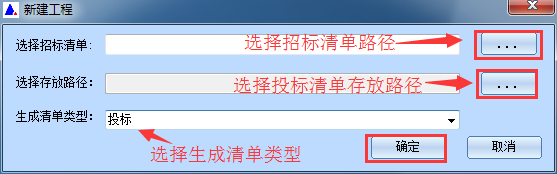 新建工程
选择招标清单: 选择招标清单路径 ...
选择存放路径: 选择投标清单存放路径 ...
生成清单类型: 投标
选择生成清单类型 确定 取消